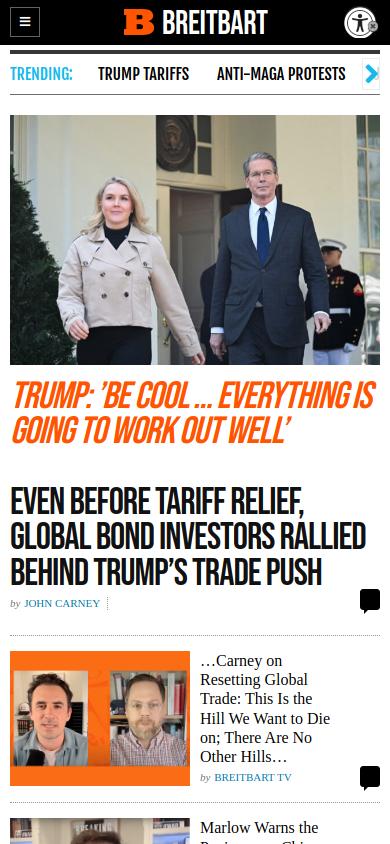 BREITBART
TRENDING:
TRUMP TARIFFS
ANTI-MAGA PROTESTS
TRUMP: 'BE COOL ... EVERYTHING IS
GOING TO WORK OUT WELL'
EVEN BEFORE TARIFF RELIEF,
GLOBAL BOND INVESTORS RALLIED
BEHIND TRUMP'S TRADE PUSH
by JOHN CARNEY
…Carney on
Resetting Global
Trade: This Is the
Hill We Want to Die
on; There Are No
Other Hills…
by BREITBART TV
BREAKING
Marlow Warns the